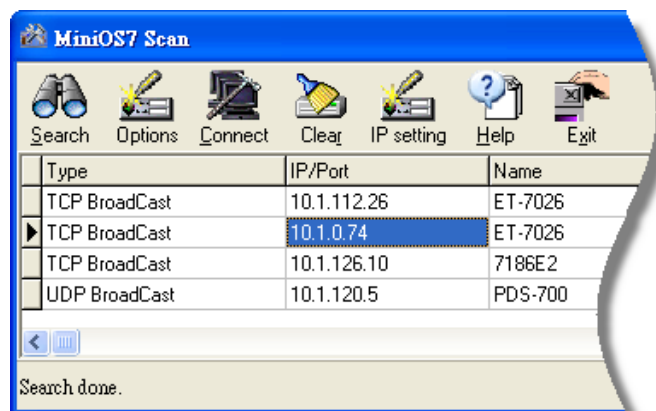 MiniOS7 Scan
Search Options Connect Clear IP setting Help Exit
Type IP/Port Name
TCP BroadCast 10.1.112.26 ET-7026
TCP BroadCast 10.1.0.74 ET-7026
TCP BroadCast 10.1.126.10 7186E2
UDP BroadCast 10.1.120.5 PDS-700
Search done.